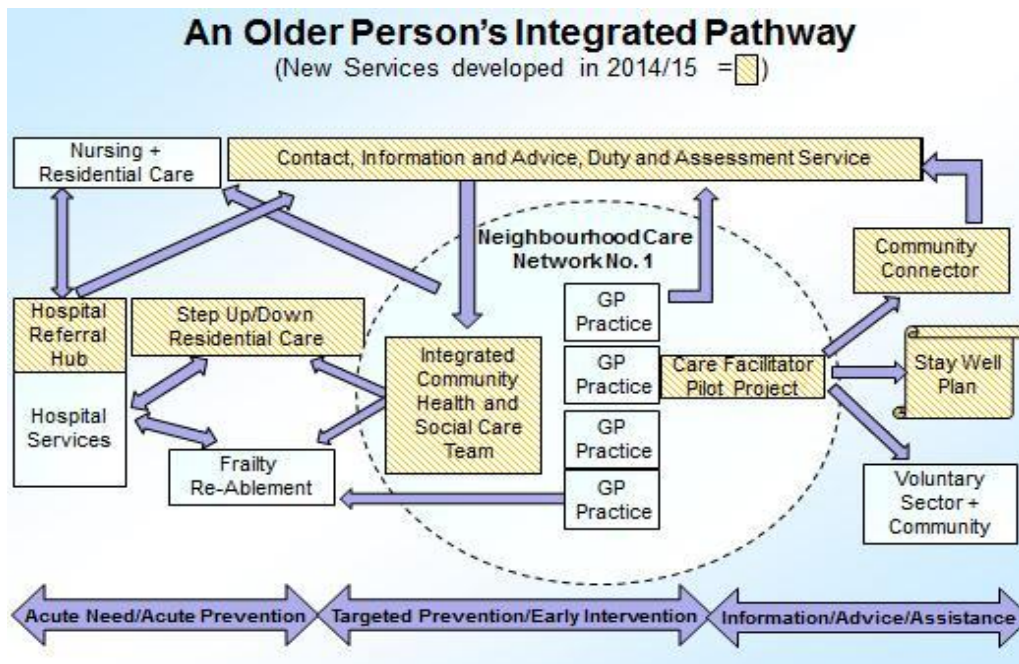 An Older Person's Integrated Pathway
(New Services developed in 2014/15 = )
Nursing +
Residential Care
Contact, Information and Advice, Duty and Assessment Service
Neighbourhood Care
Network No. 1
Community
Connector
Hospital
Referral
Hub
Step Up/Down
Residential Care
GP
Practice
Integrated
Community
Health and
Social Care
Team
GP
Practice
Care Facilitator
Pilot Project
Stay Well
Plan
Hospital
Services
GP
Practice
Frailty
Re-Ablement
GP
Practice
Voluntary
Sector +
Community
Acute Need/Acute Prevention
Targeted Prevention/Early Intervention
Information/Advice/Assistance